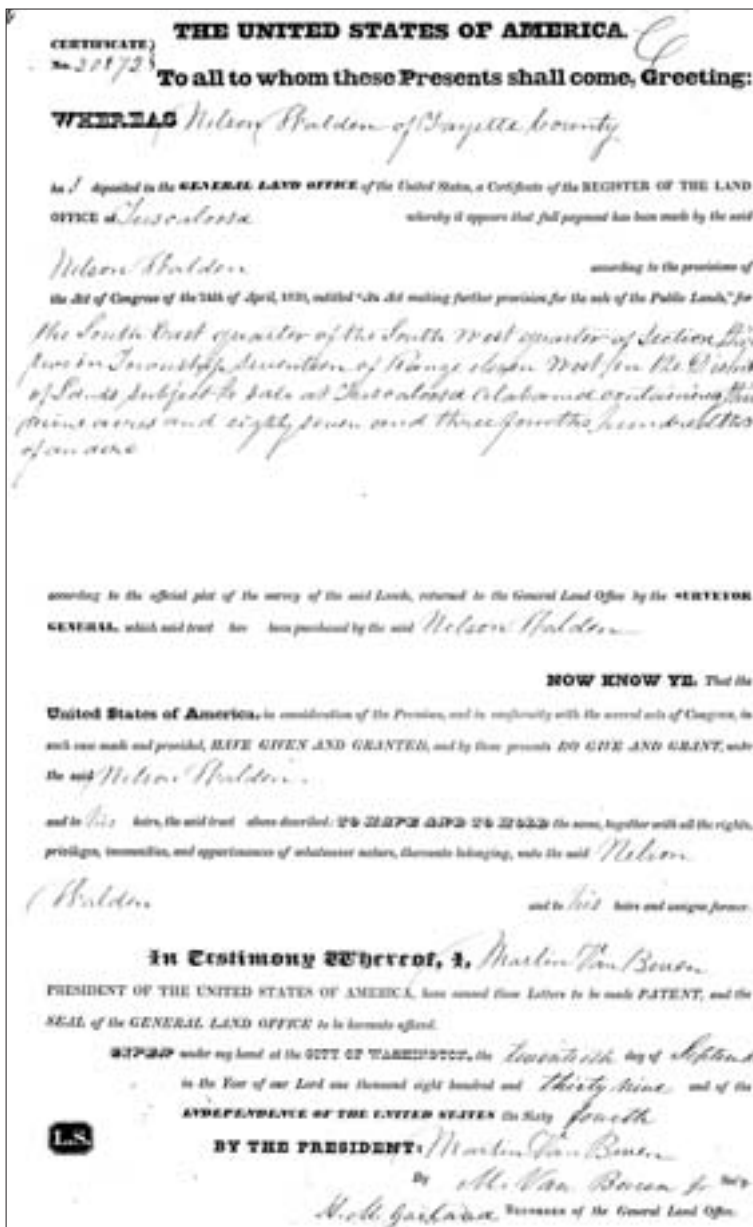 THE UNITED STATES OF AMERICA.
CERTIFICATE
No. 20872
To all to whom these Presents shall come, Greeting:
WHEREAS Nelson Walden of Fayette County
ha s deposited in the GENERAL LAND OFFICE of the United States, a Certificate of the REGISTER OF THE LAND
OFFICE at Tuscaloosa whereby it appears that full payment has been made by the said
Nelson Walden according to the provisions of
the Act of Congress of the 24th of April, 1820, entitled "An Act making further provision for the sale of the Public Lands," for
the South East quarter of the South West quarter of Section
two in Township seventeen of Range eleven West in the District
of Lands subject to sale at Tuscaloosa Alabama containing
nine acres and eighty seven and three fourths hundredths
of an acre
according to the official plat of the survey of the said Lands, returned to the General Land Office by the SURVEYOR
GENERAL, which said tract has been purchased by the said Nelson Walden
NOW KNOW YE, That the
United States of America, in consideration of the Premises, and in conformity with the several acts of Congress, in
such case made and provided, HAVE GIVEN AND GRANTED, and by these presents DO GIVE AND GRANT, unto
the said Nelson Walden.
and to his heirs, the said tract above described: TO HAVE AND TO HOLD the same, together with all the rights,
privileges, immunities, and appurtenances of whatsoever nature, thereunto belonging, unto the said Nelson
Walden and to his heirs and assigns forever.
In Testimony Whereof, I, Martin Van Buren
PRESIDENT OF THE UNITED STATES OF AMERICA, have caused these Letters to be made PATENT, and the
SEAL of the GENERAL LAND OFFICE to be hereunto affixed.
GIVEN under my hand at the CITY OF WASHINGTON, the twentieth day of Septem
in the Year of our Lord one thousand eight hundred and thirty nine and of the
INDEPENDENCE OF THE UNITED STATES the Sixty fourth
L.S.
BY THE PRESIDENT: Martin Van Buren
By M. Van Buren Jr Sec'y.
H. M. Garland RECORDER of the General Land Office.